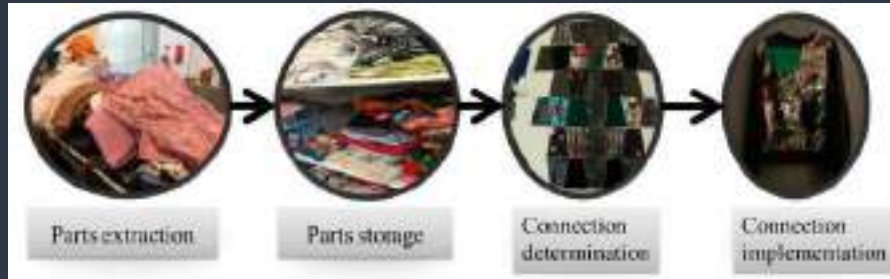 Parts extraction
Parts storage
Connection
determination
Connection
implementation